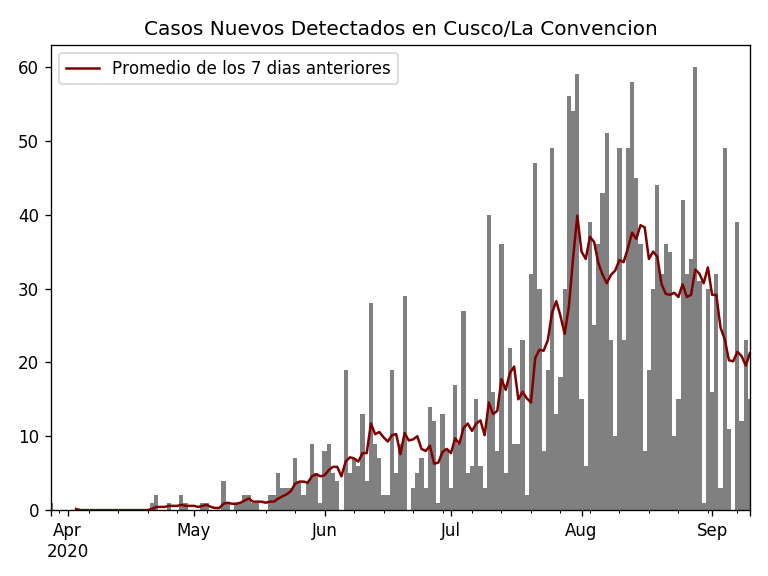 Casos Nuevos Detectados en Cusco/La Convencion
Promedio de los 7 dias anteriores
60
50
40
30
20
10
0
Apr May Jun Jul Aug Sep
2020